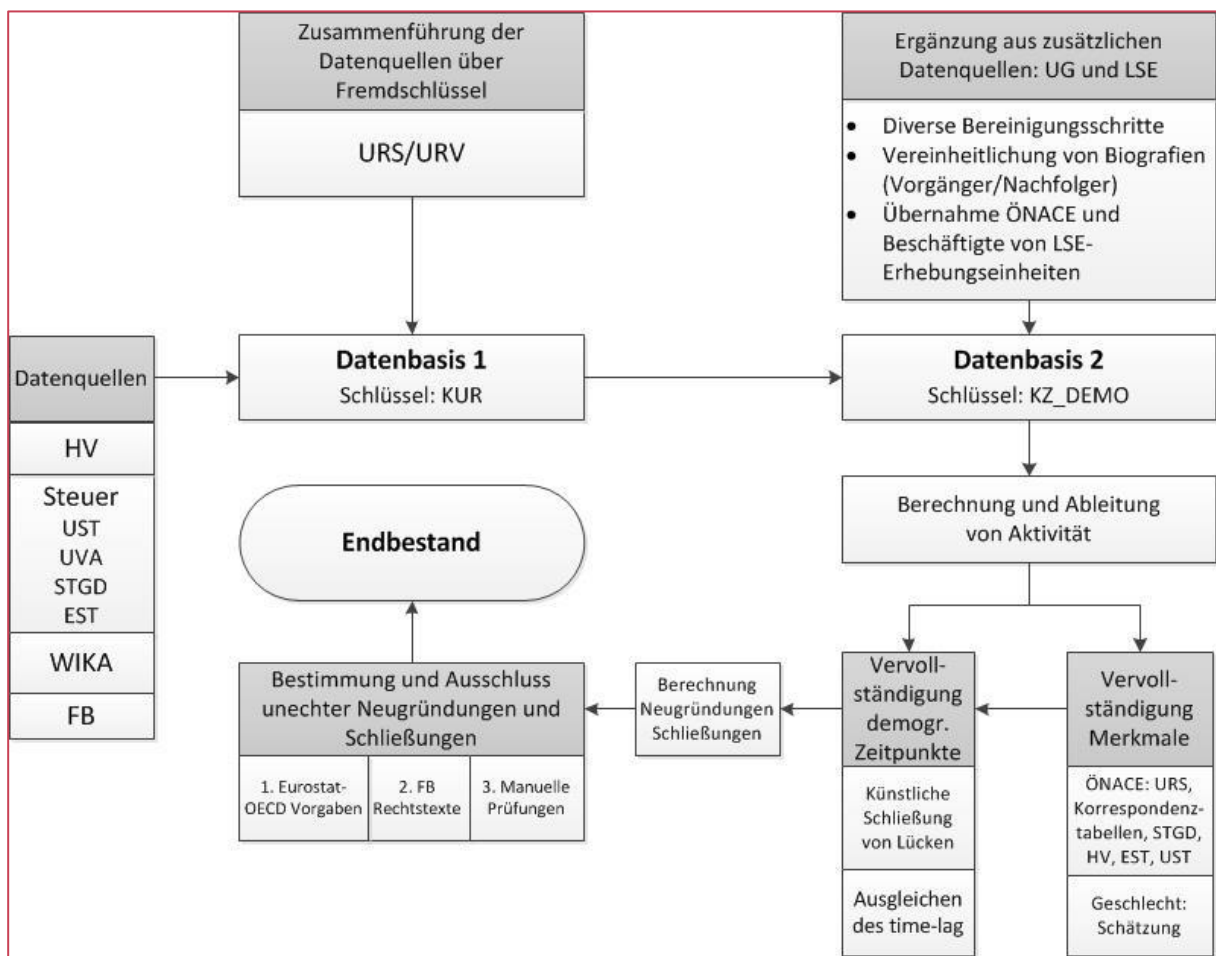 Zusammenführung der
Datenquellen über
Fremdschlüssel
URS/URV
Ergänzung aus zusätzlichen
Datenquellen: UG und LSE
• Diverse Bereinigungsschritte
• Vereinheitlichung von Biografien
(Vorgänger/Nachfolger)
• Übernahme ÖNACE und
Beschäftigte von LSE-
Erhebungseinheiten
Datenquellen
HV
Steuer
UST
UVA
STGD
EST
WIKA
FB
Datenbasis 1
Schlüssel: KUR
Datenbasis 2
Schlüssel: KZ_DEMO
Berechnung und Ableitung
von Aktivität
Vervoll-
ständigung
Merkmale
ÖNACE: URS,
Korrespondenz-
tabellen, STGD,
HV, EST, UST
Geschlecht:
Schätzung
Vervoll-
ständigung
demogr.
Zeitpunkte
Künstliche
Schließung
von Lücken
Ausgleichen
des time-lag
Berechnung
Neugründungen
Schließungen
Bestimmung und Ausschluss
unechter Neugründungen und
Schließungen
1. Eurostat-
OECD Vorgaben
2. FB
Rechtstexte
3. Manuelle
Prüfungen
Endbestand